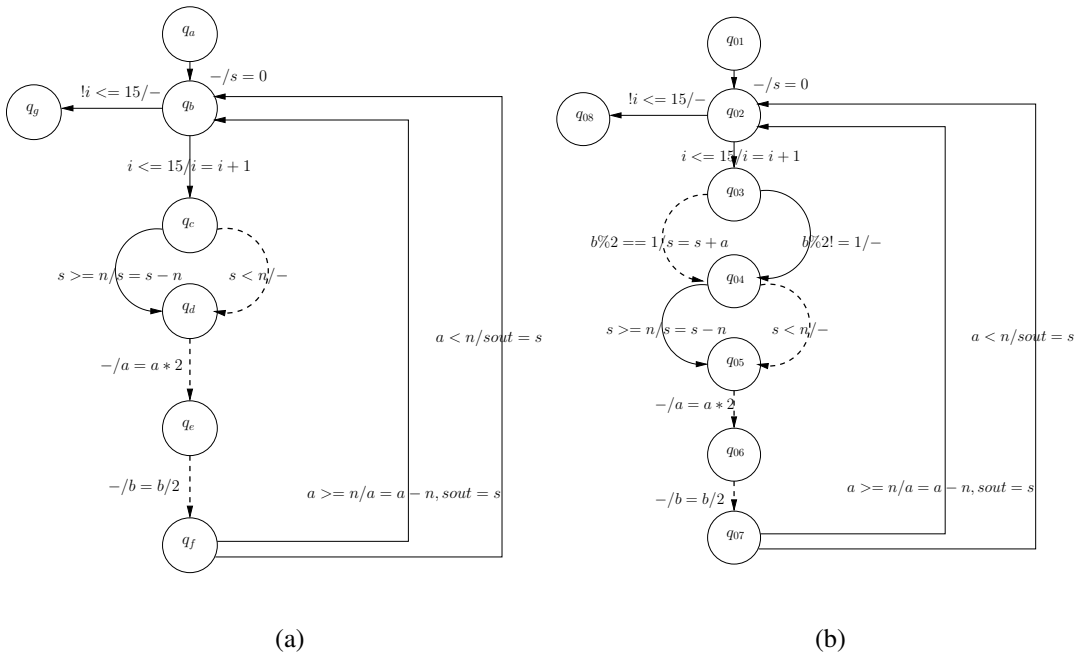 q_a
-/s = 0
!i <= 15/-
q_g
q_b
i <= 15/i = i + 1
q_c
s >= n/s = s - n
s < n/-
q_d
-/a = a * 2
a < n/sout = s
q_e
-/b = b/2
a >= n/a = a - n, sout = s
q_f
(a)
q_01
-/s = 0
!i <= 15/-
q_08
q_02
i <= 15/i = i + 1
q_03
b%2 == 1/s = s + a
b%2! = 1/-
q_04
s >= n/s = s - n
s < n/-
a < n/sout = s
q_05
-/a = a * 2
q_06
-/b = b/2
a >= n/a = a - n, sout = s
q_07
(b)